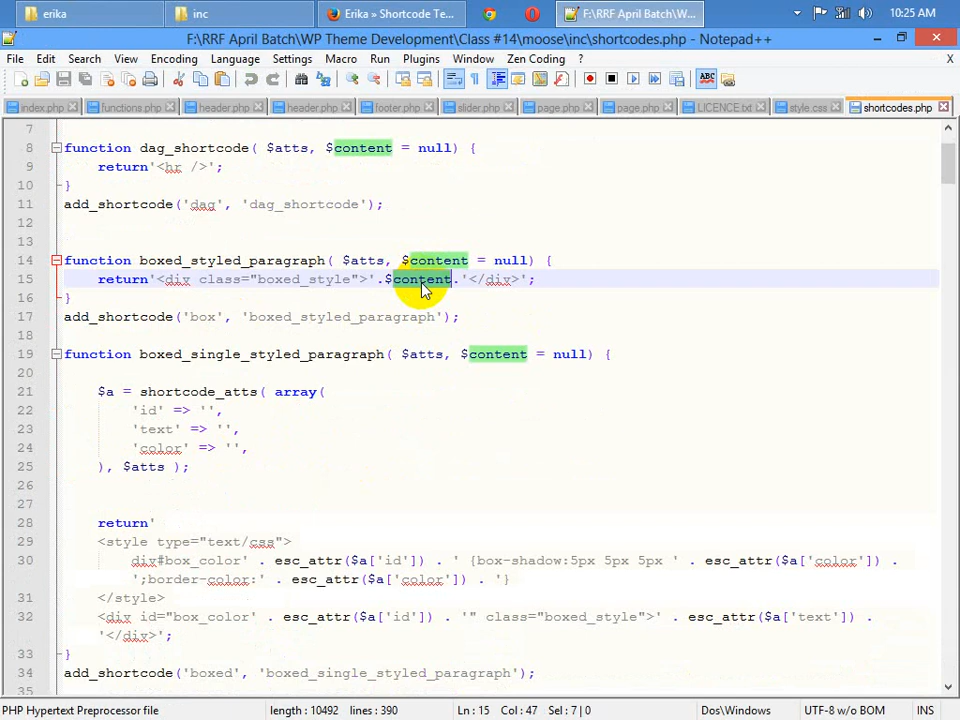 erika inc Erika » Shortcode Te... F:\RRF April Batch\W... 10:25 AM
F:\RRF April Batch\WP Theme Development\Class #14\moose\inc\shortcodes.php - Notepad++
File Edit Search View Encoding Language Settings Macro Run Plugins Window Zen Coding ? X
index.php functions.php header.php header.php footer.php slider.php page.php page.php LICENCE.txt style.css shortcodes.php
7
8 function dag_shortcode( $atts, $content = null) {
9 return'<hr />';
10 }
11 add_shortcode('dag', 'dag_shortcode');
12
13
14 function boxed_styled_paragraph( $atts, $content = null) {
15 return'<div class="boxed_style">'.$content.'</div>';
16 }
17 add_shortcode('box', 'boxed_styled_paragraph');
18
19 function boxed_single_styled_paragraph( $atts, $content = null) {
20
21 $a = shortcode_atts( array(
22 'id' => '',
23 'text' => '',
24 'color' => '',
25 ), $atts );
26
27
28 return'
29 <style type="text/css">
30 div#box_color' . esc_attr($a['id']) . ' {box-shadow:5px 5px 5px ' . esc_attr($a['color']) .
';border-color:' . esc_attr($a['color']) . '}
31 </style>
32 <div id="box_color' . esc_attr($a['id']) . '" class="boxed_style">' . esc_attr($a['text']) .
'</div>';
33 }
34 add_shortcode('boxed', 'boxed_single_styled_paragraph');
35
PHP Hypertext Preprocessor file length : 10492 lines : 390 Ln : 15 Col : 47 Sel : 7 | 0 Dos\Windows UTF-8 w/o BOM INS